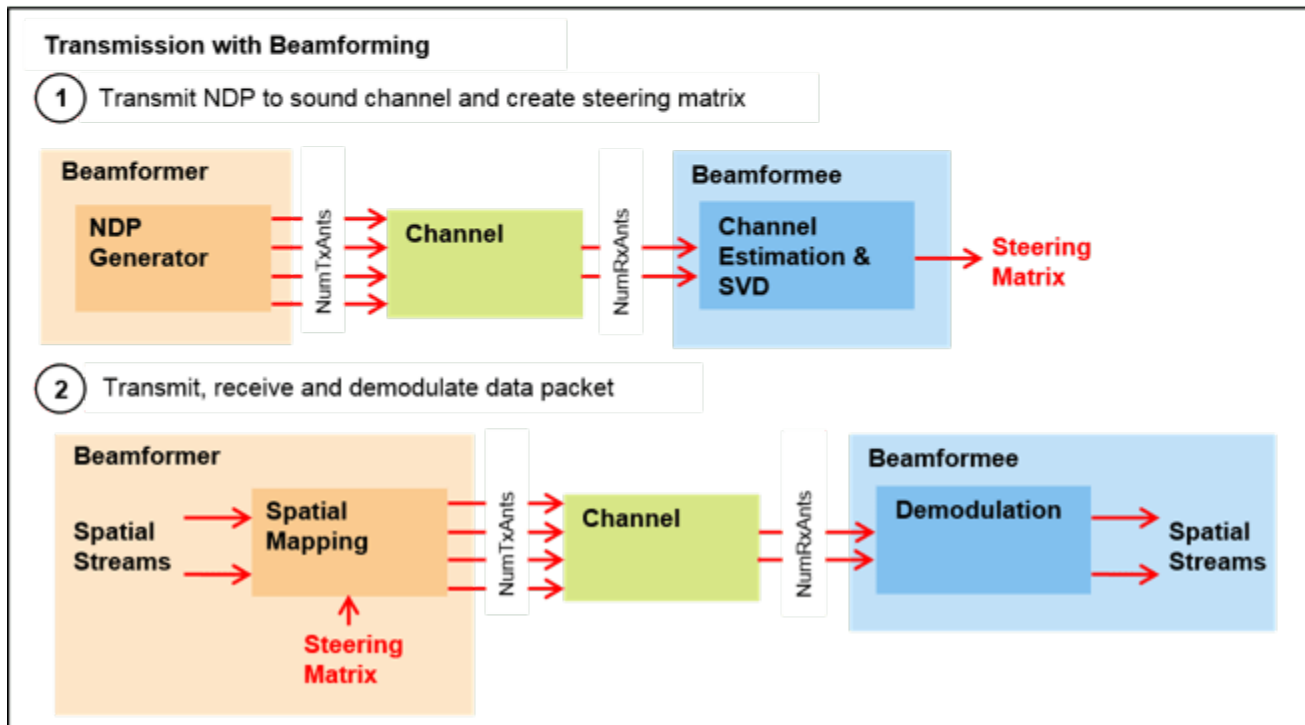 Transmission with Beamforming
1 Transmit NDP to sound channel and create steering matrix
Beamformer
NDP
Generator
NumTxAnts
Channel
NumRxAnts
Beamformee
Channel
Estimation &
SVD
Steering
Matrix
2 Transmit, receive and demodulate data packet
Beamformer
Spatial
Streams
Spatial
Mapping
Steering
Matrix
NumTxAnts
Channel
NumRxAnts
Beamformee
Demodulation
Spatial
Streams